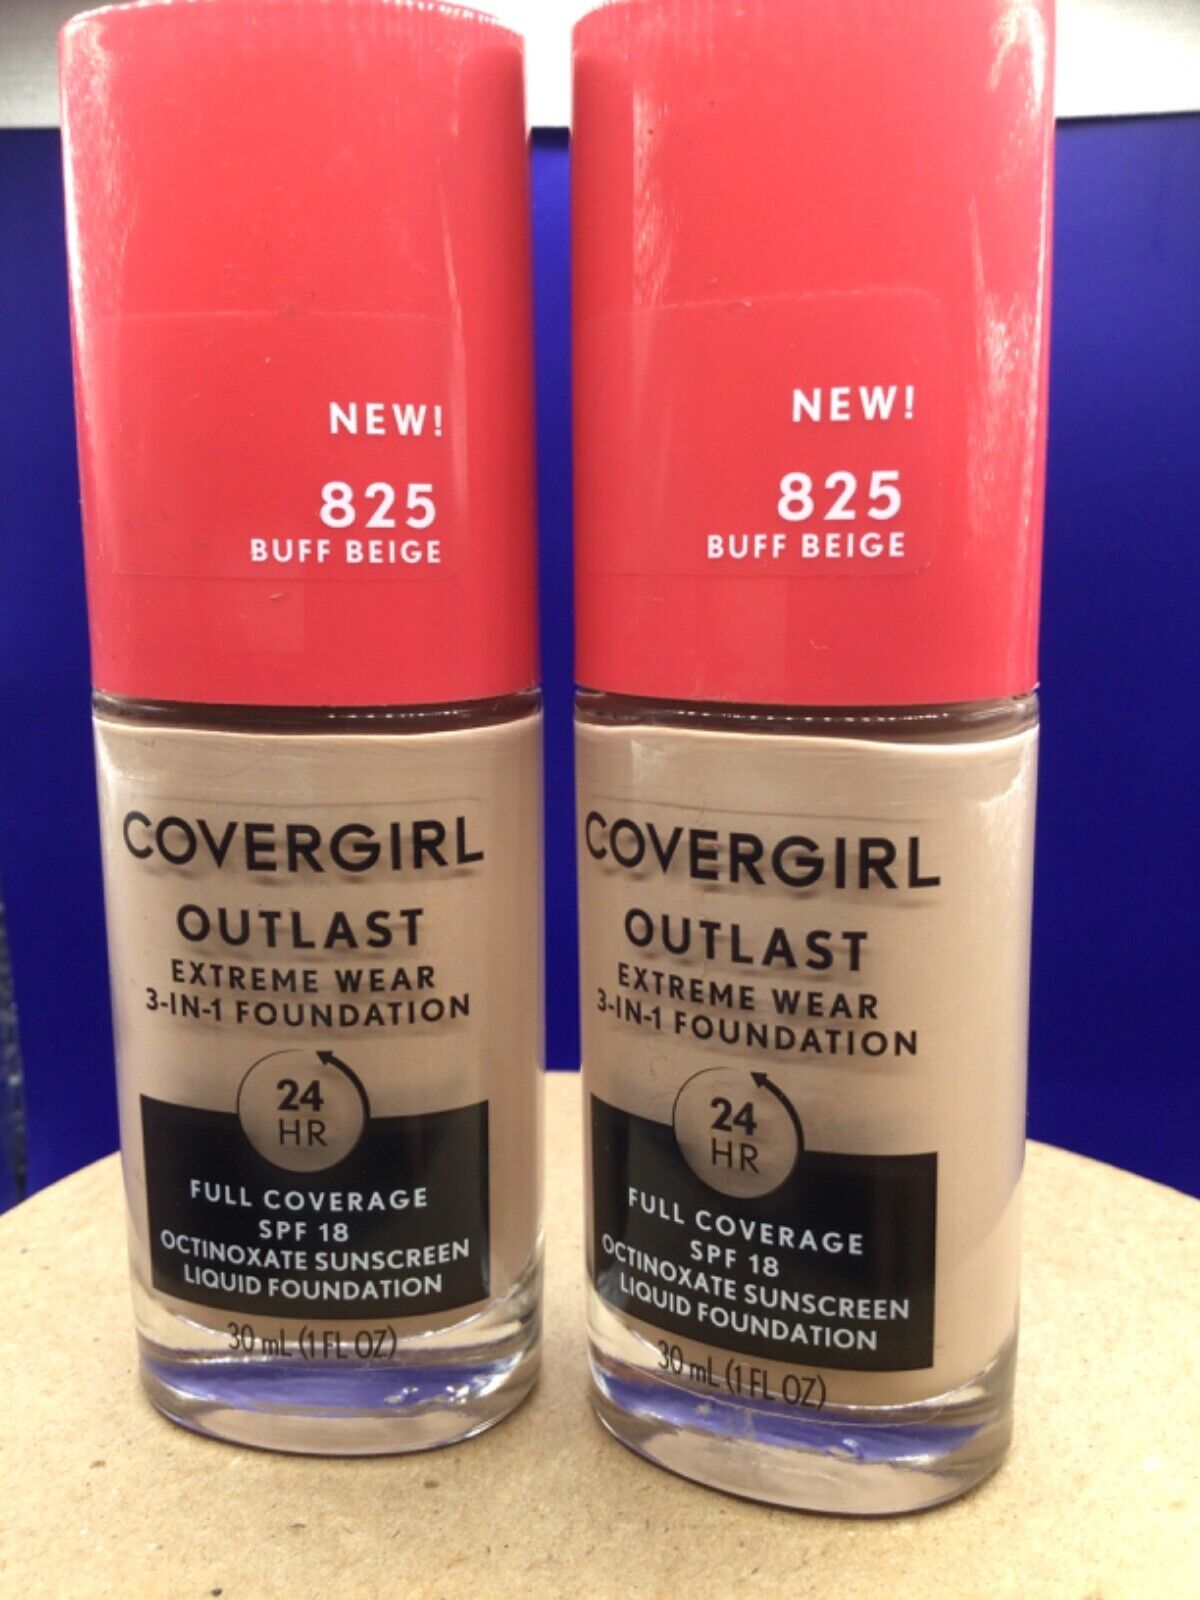 NEW!
825
BUFF BEIGE
COVERGIRL
OUTLAST
EXTREME WEAR
3-IN-1 FOUNDATION
24
HR
FULL COVERAGE
SPF 18
OCTINOXATE SUNSCREEN
LIQUID FOUNDATION
30 mL (1 FL OZ)
NEW!
825
BUFF BEIGE
COVERGIRL
OUTLAST
EXTREME WEAR
3-IN-1 FOUNDATION
24
HR
FULL COVERAGE
SPF 18
OCTINOXATE SUNSCREEN
LIQUID FOUNDATION
30 mL (1 FL OZ)